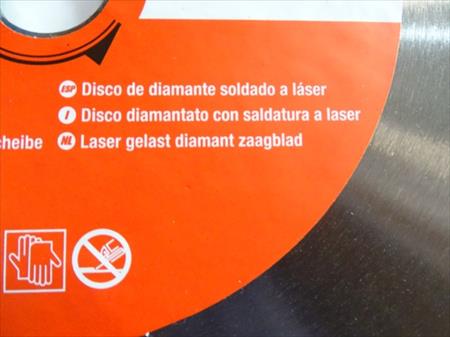 ESP Disco de diamante soldado a láser
I Disco diamantato con saldatura a laser
cheibe NL Laser gelast diamant zaagblad